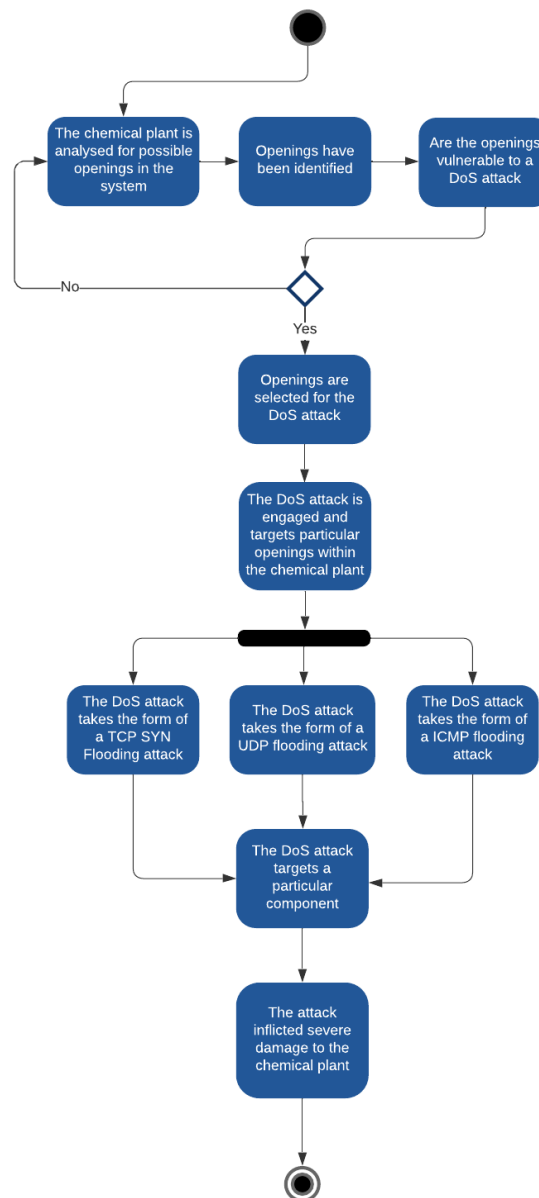 The chemical plant is
analysed for possible
openings in the
system
Openings have
been identified
Are the openings
vulnerable to a
DoS attack
No
Yes
Openings are
selected for the
DoS attack
The DoS attack is
engaged and
targets particular
openings within
the chemical plant
The DoS attack
takes the form of
a TCP SYN
Flooding attack
The DoS attack
takes the form of a
UDP flooding attack
The DoS attack
takes the form of
a ICMP flooding
attack
The DoS attack
targets a
particular
component
The attack
inflicted severe
damage to the
chemical plant